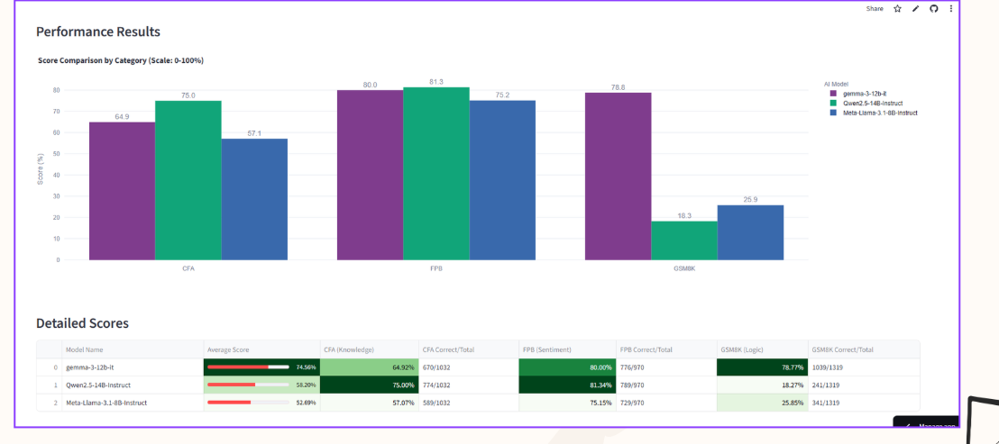 Share
Performance Results
Score Comparison by Category (Scale: 0-100%)
AI Model
gemma-3-12b-it
Qwen2.5-14B-Instruct
Meta-Llama-3.1-8B-Instruct
Score (%)
80
70
60
50
40
30
20
10
0
64.9
75.0
57.1
80.0
81.3
75.2
78.8
18.3
25.9
CFA
FPB
GSM8K
Detailed Scores
Model Name Average Score CFA (Knowledge) CFA Correct/Total FPB (Sentiment) FPB Correct/Total GSM8K (Logic) GSM8K Correct/Total
0 gemma-3-12b-it 74.56% 64.92% 670/1032 80.00% 776/970 78.77% 1039/1319
1 Qwen2.5-14B-Instruct 58.20% 75.00% 774/1032 81.34% 789/970 18.27% 241/1319
2 Meta-Llama-3.1-8B-Instruct 52.69% 57.07% 589/1032 75.15% 729/970 25.85% 341/1319
Manage app